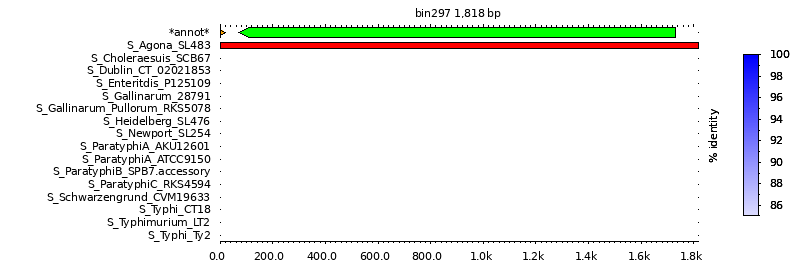 bin297 1,818 bp
*annot*
S_Agona_SL483
S_Choleraesuis_SCB67
S_Dublin_CT_02021853
S_Enteritdis_P125109
S_Gallinarum_28791
S_Gallinarum_Pullorum_RKS5078
S_Heidelberg_SL476
S_Newport_SL254
S_ParatyphiA_AKU12601
S_ParatyphiA_ATCC9150
S_ParatyphiB_SPB7.accessory
S_ParatyphiC_RKS4594
S_Schwarzengrund_CVM19633
S_Typhi_CT18
S_Typhimurium_LT2
S_Typhi_Ty2
0.0 200.0 400.0 600.0 800.0 1.0k 1.2k 1.4k 1.6k 1.8k
% identity
100
98
96
94
92
90
88
86